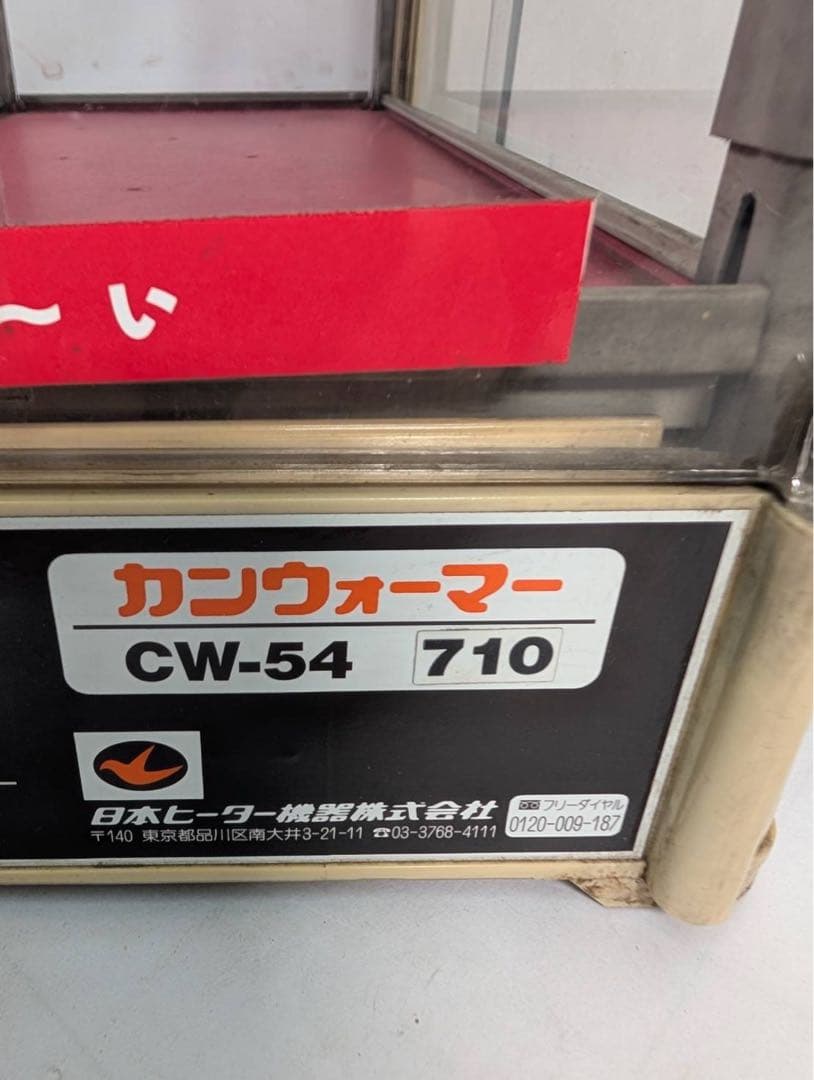 ～い
カンウォーマー
CW-54 710
日本ヒーター機器株式会社
〒140 東京都品川区南大井3-21-11 ☎03-3768-4111
フリーダイヤル
0120-009-187